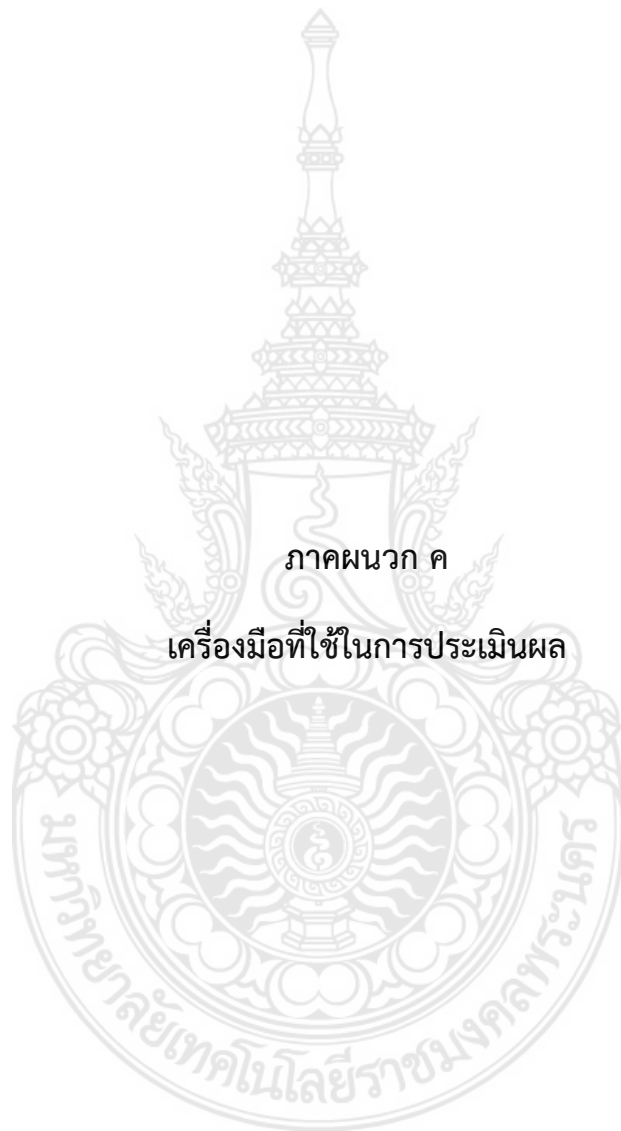 ภาคผนวก ค
เครื่องมือที่ใช้ในการประเมินผล
มหาวิทยาลัยเทคโนโลยีราชมงคลพระนคร